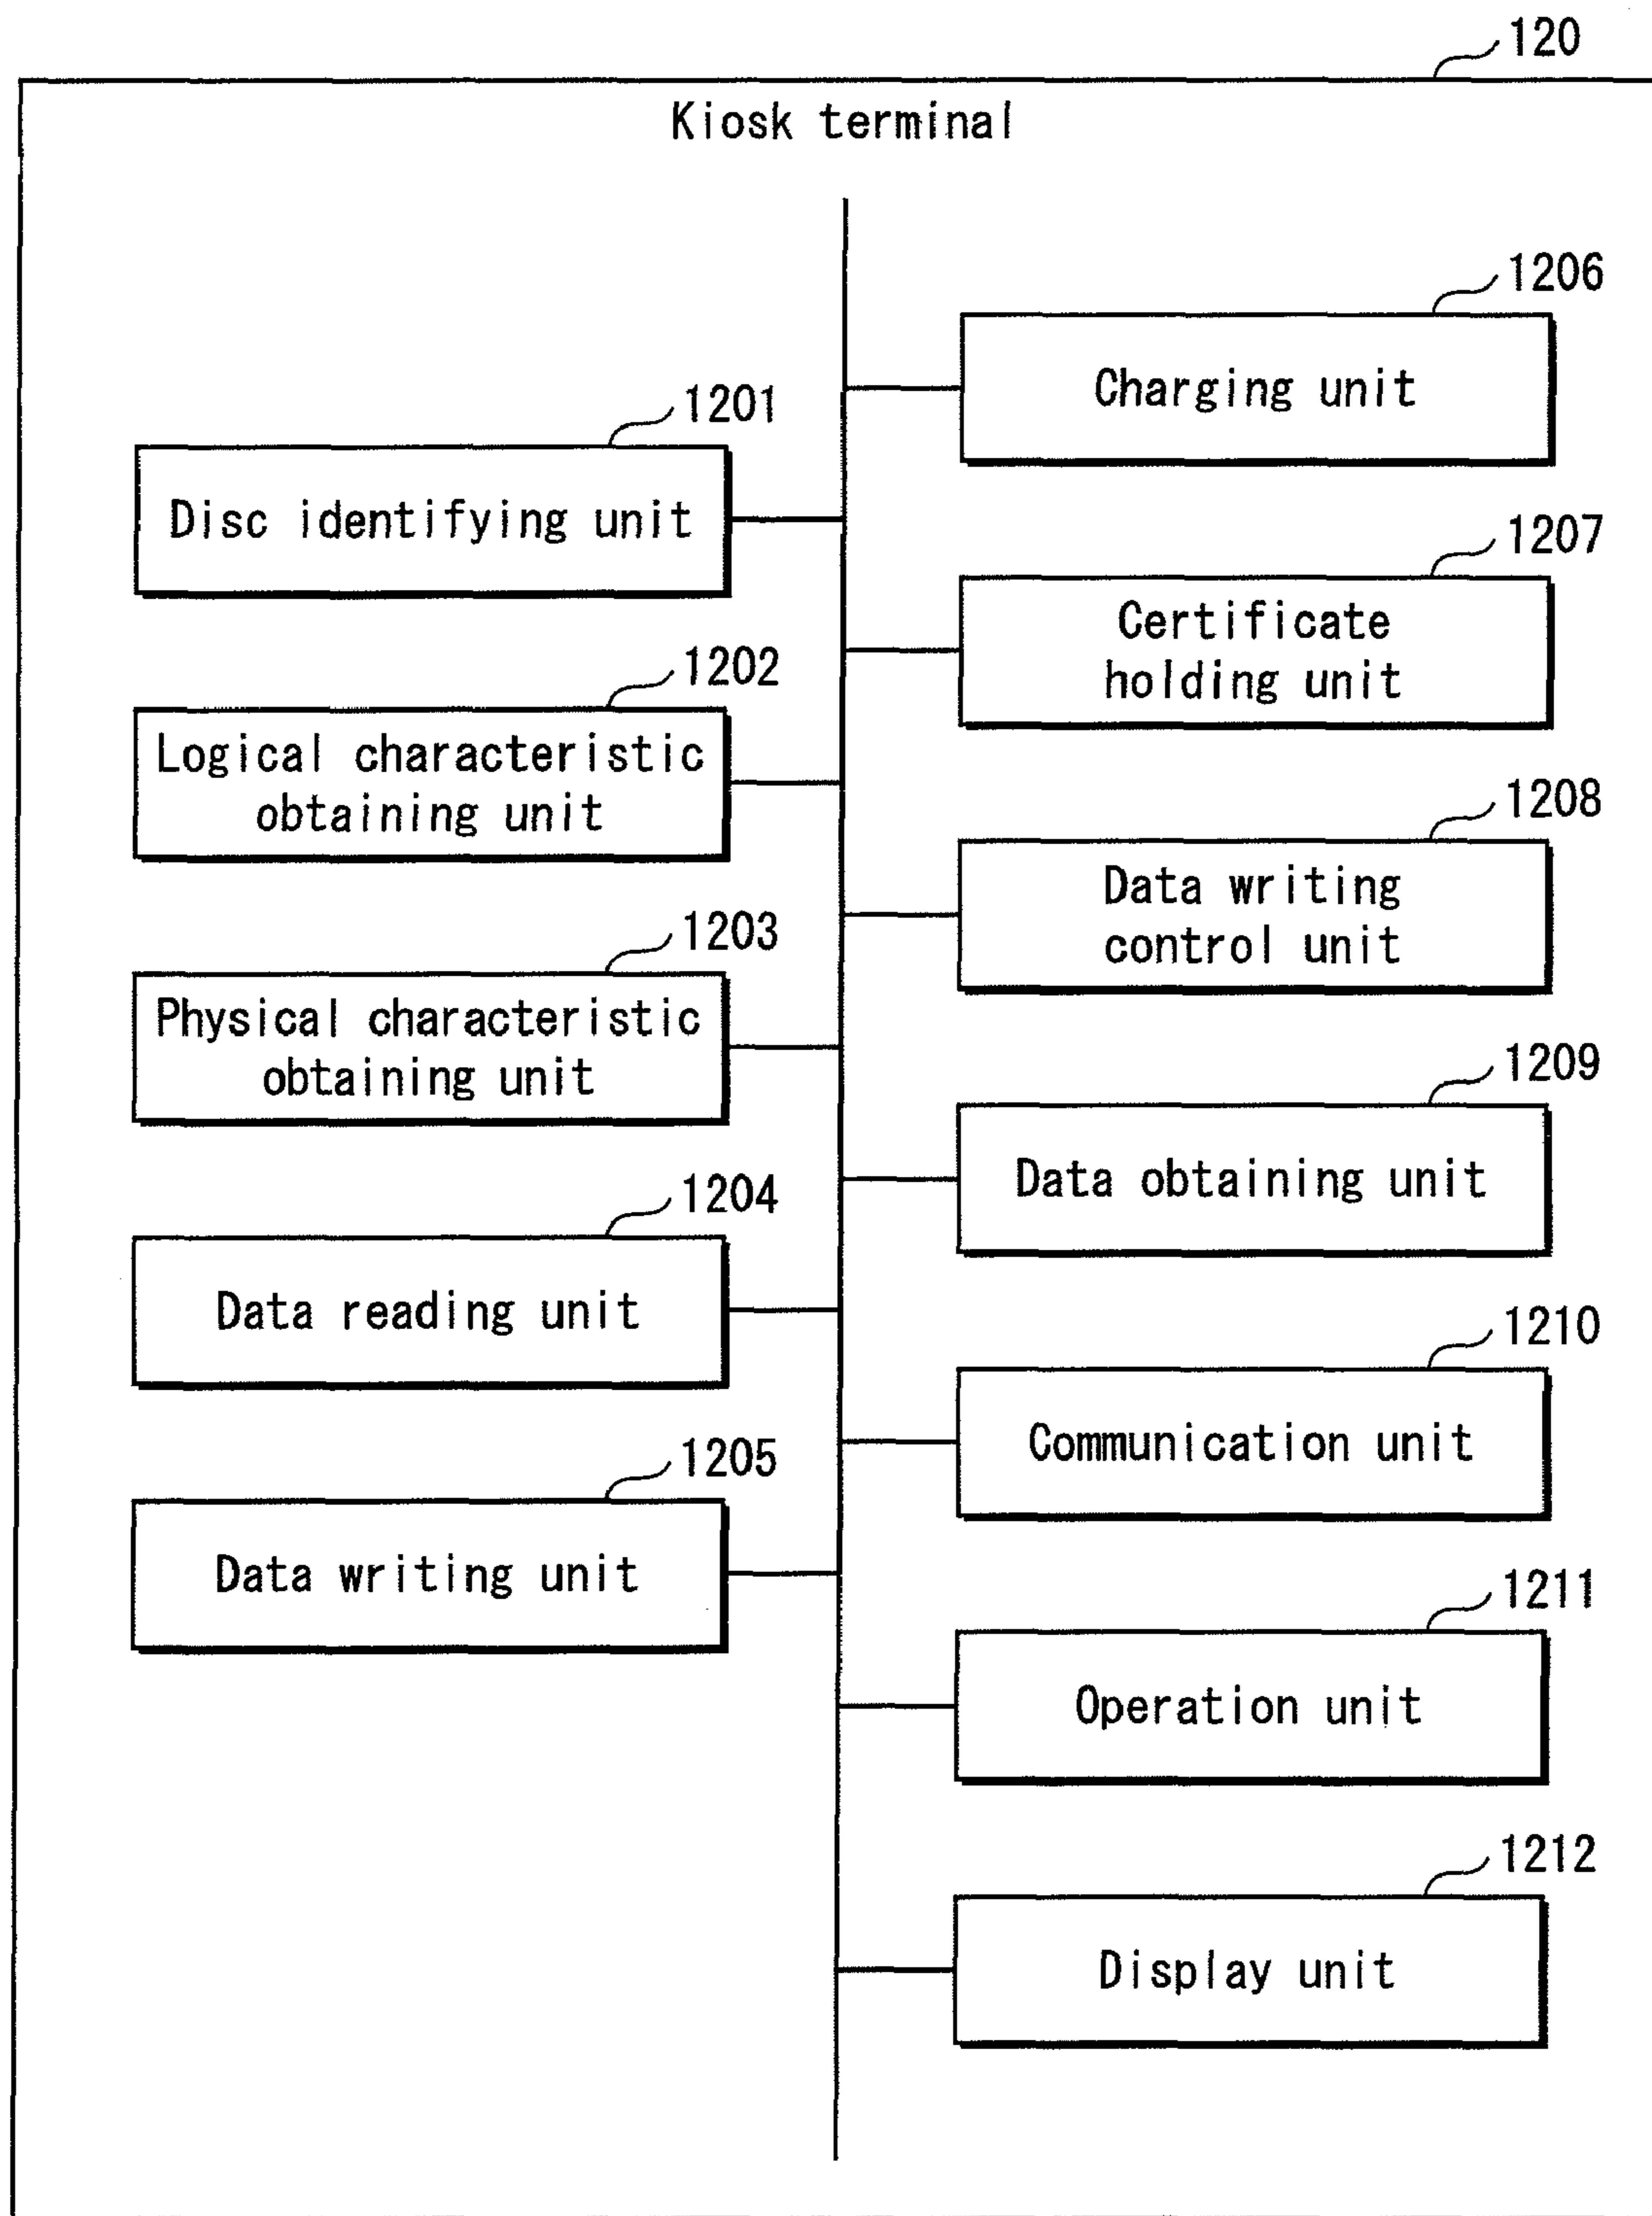 120
Kiosk terminal
1201
Disc identifying unit
1202
Logical characteristic
obtaining unit
1203
Physical characteristic
obtaining unit
1204
Data reading unit
1205
Data writing unit
1206
Charging unit
1207
Certificate
holding unit
1208
Data writing
control unit
1209
Data obtaining unit
1210
Communication unit
1211
Operation unit
1212
Display unit